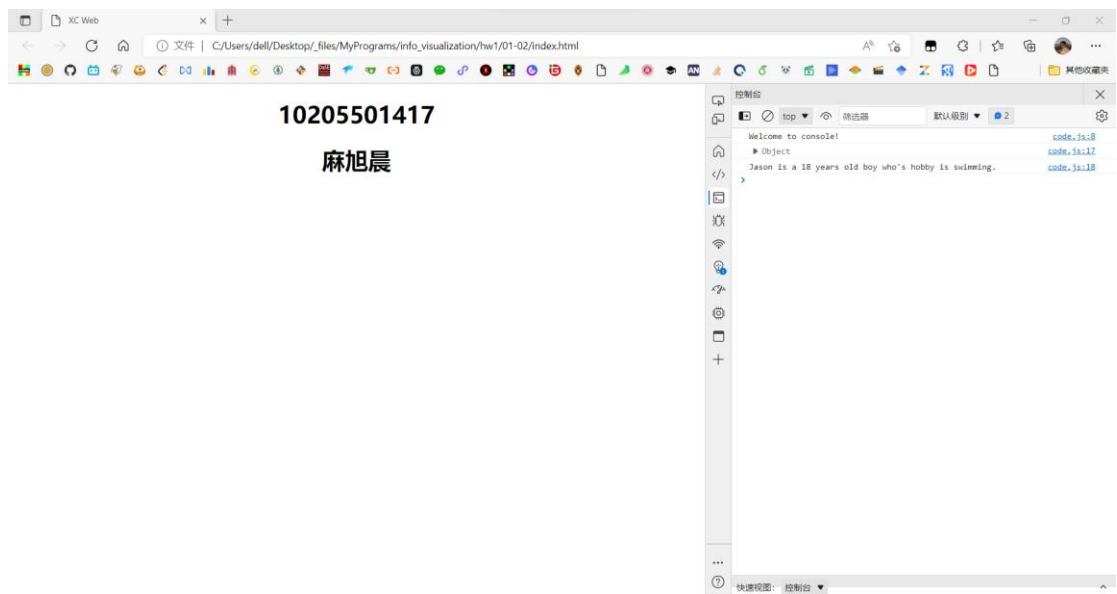 XC Web
文件 | C:/Users/dell/Desktop/_files/MyPrograms/info_visualization/hw1/01-02/index.html
其他收藏夹
10205501417
麻旭晨
控制台
top 筛选器 默认级别 2
Welcome to console! code.js:8
Object code.js:17
Jason is a 18 years old boy who's hobby is swimming. code.js:18
快速视图: 控制台